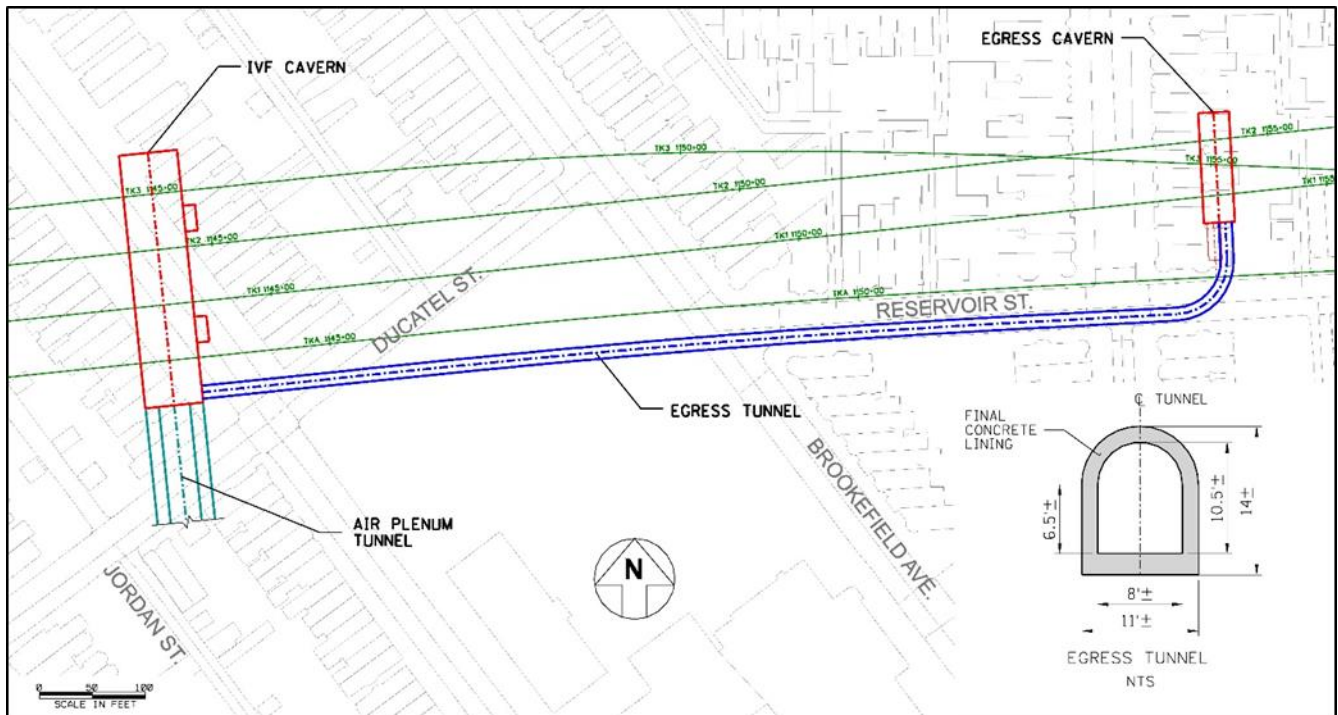 IVF CAVERN
EGRESS CAVERN
TK3 1150+00
TK2 1155+00
TK3 1145+00
TK2 1150+00
TK3 1155+00
TK1 1155
TK2 1145+00
TK1 1150+00
TK1 1145+00
TKA 1150+00
TKA 1145+00
DUCATEL ST.
RESERVOIR ST.
EGRESS TUNNEL
BROOKEFIELD AVE.
AIR PLENUM
TUNNEL
JORDAN ST.
N
0 50 100
SCALE IN FEET
℄ TUNNEL
FINAL
CONCRETE
LINING
6.5'±
10.5'±
14±
8'±
11'±
EGRESS TUNNEL
NTS